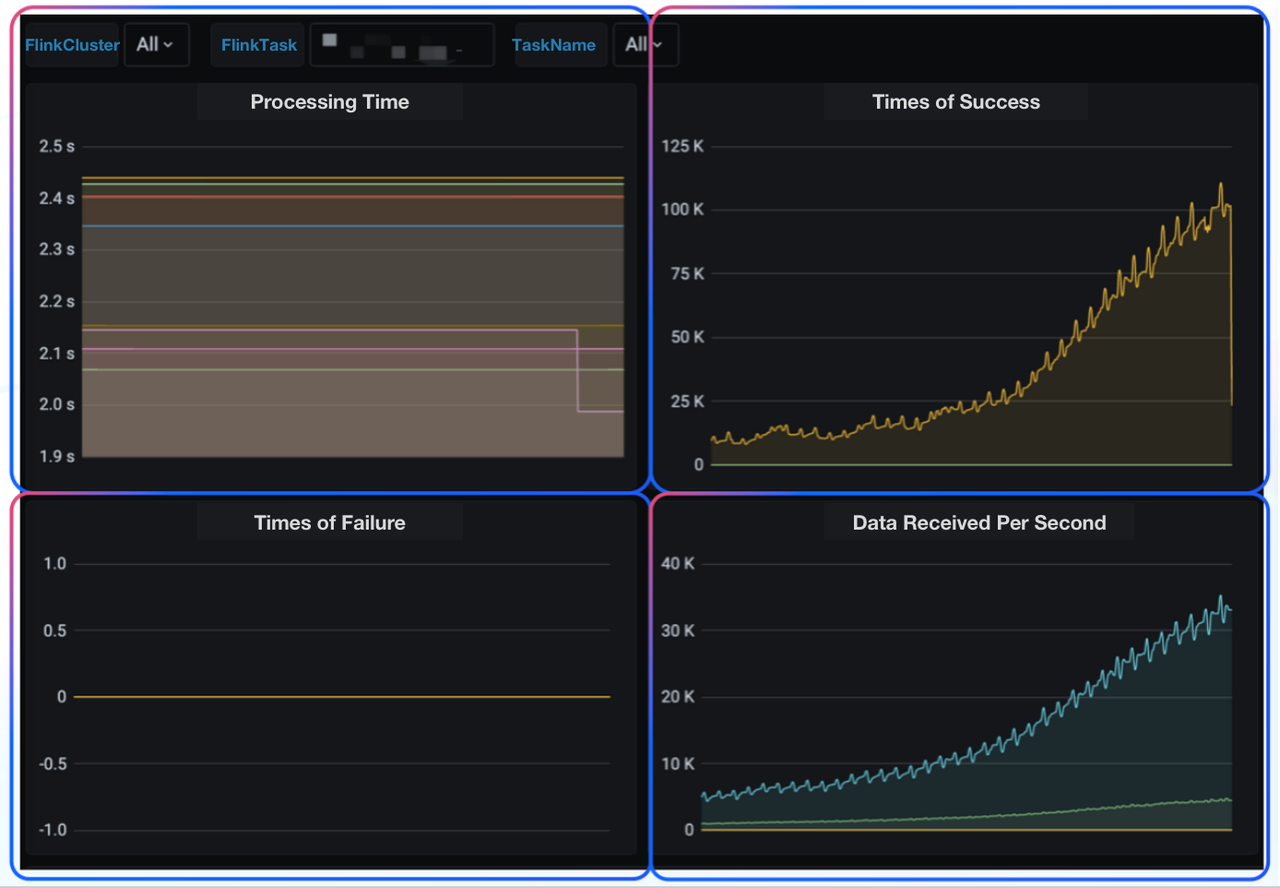 FlinkCluster All FlinkTask TaskName All
Processing Time
2.5 s
2.4 s
2.3 s
2.2 s
2.1 s
2.0 s
1.9 s
Times of Success
125 K
100 K
75 K
50 K
25 K
0
Times of Failure
1.0
0.5
0
-0.5
-1.0
Data Received Per Second
40 K
30 K
20 K
10 K
0